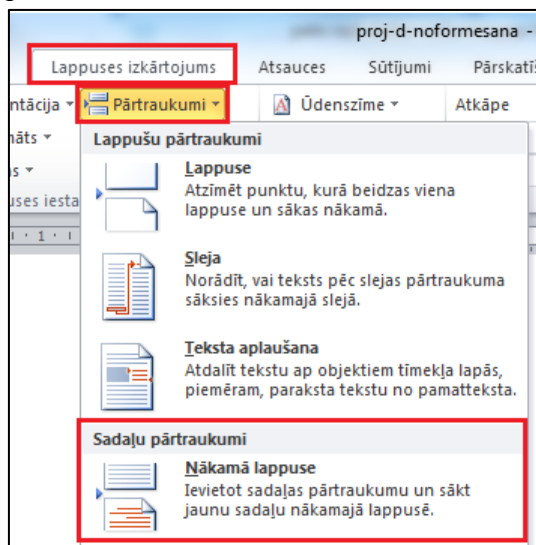 proj-d-noformesana -
Lappuses izkārtojums Atsauces Sūtījumi
Pārtraukumi Ūdenszīme Atkāpe
Lappušu pārtraukumi
Lappuse
Atzīmēt punktu, kurā beidzas viena
lappuse un sākas nākamā.
1
Sleja
Norādīt, vai teksts pēc slejas pārtraukuma
sāksies nākamajā slejā.
Teksta aplaušana
Atdalīt tekstu ap objektiem tīmekļa lapās,
piemēram, paraksta tekstu no pamatteksta.
Sadaļu pārtraukumi
Nākamā lappuse
Ievietot sadaļas pārtraukumu un sākt
jaunu sadaļu nākamajā lappusē.